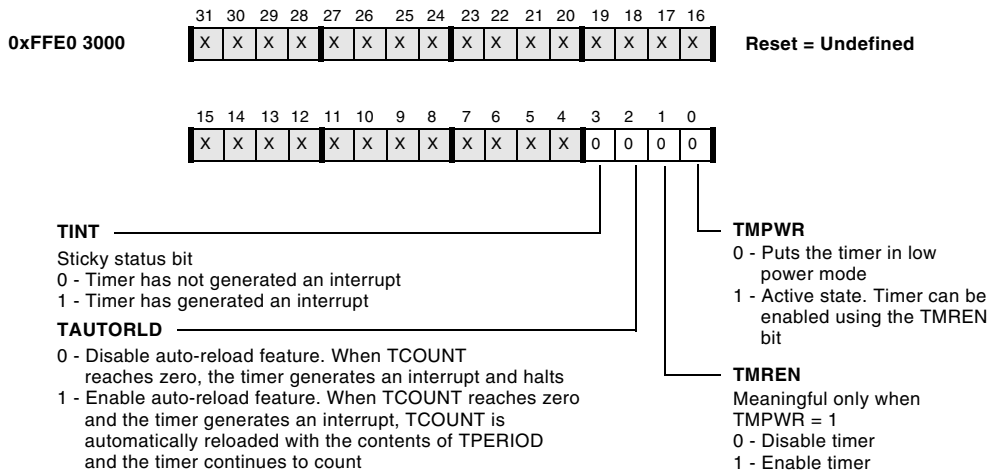 31 30 29 28 27 26 25 24 23 22 21 20 19 18 17 16
0xFFE0 3000 X X X X X X X X X X X X X X X X Reset = Undefined
15 14 13 12 11 10 9 8 7 6 5 4 3 2 1 0
X X X X X X X X X X X X 0 0 0 0
TINT
Sticky status bit
0 - Timer has not generated an interrupt
1 - Timer has generated an interrupt
TAUTORLD
0 - Disable auto-reload feature. When TCOUNT
reaches zero, the timer generates an interrupt and halts
1 - Enable auto-reload feature. When TCOUNT reaches zero
and the timer generates an interrupt, TCOUNT is
automatically reloaded with the contents of TPERIOD
and the timer continues to count
TMPWR
0 - Puts the timer in low
power mode
1 - Active state. Timer can be
enabled using the TMREN
bit
TMREN
Meaningful only when
TMPWR = 1
0 - Disable timer
1 - Enable timer